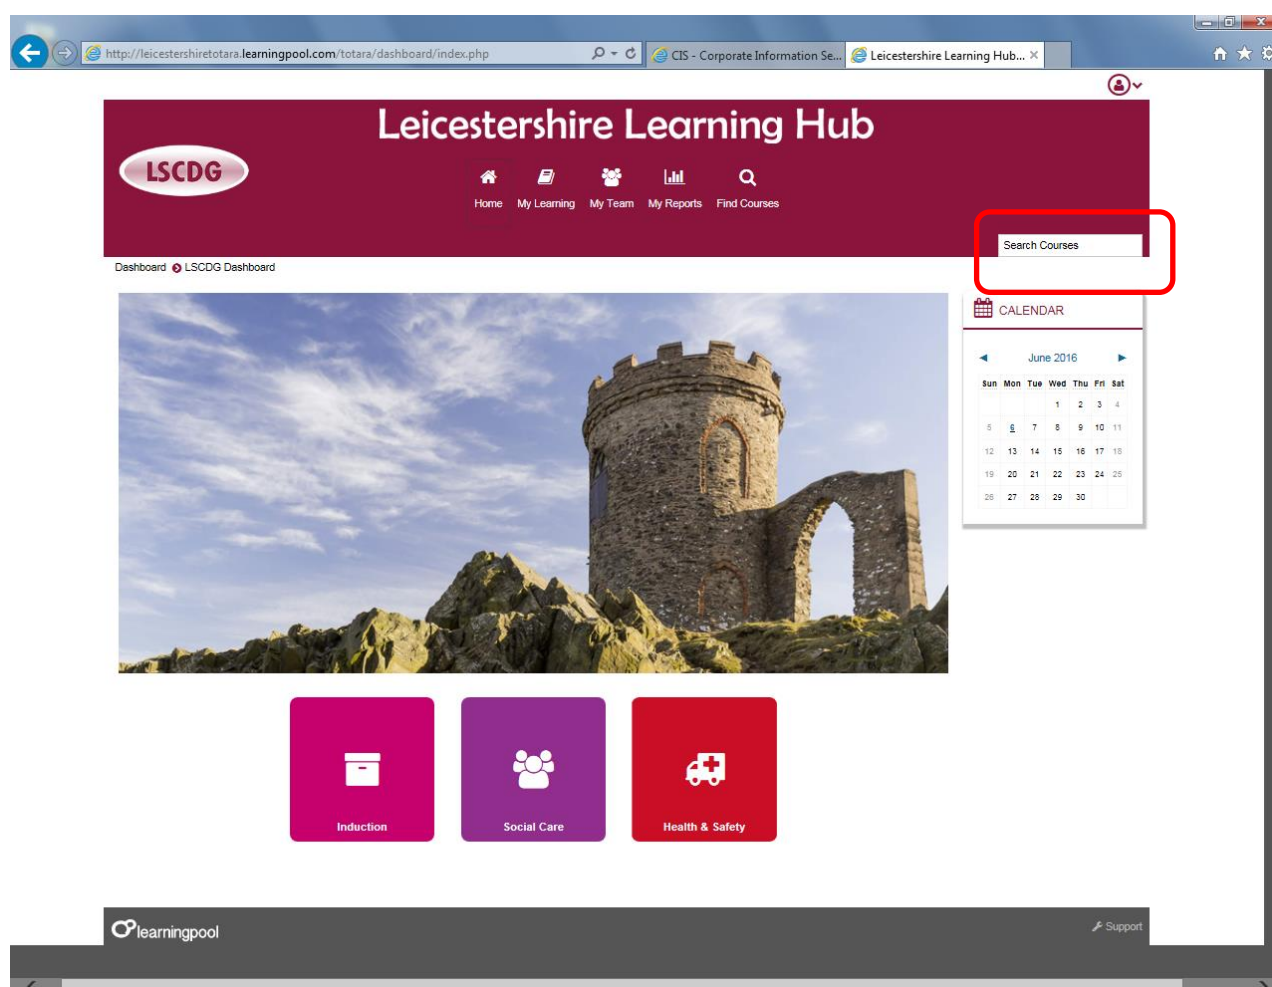 http://leicestershiretotara.learningpool.com/totara/dashboard/index.php
CIS - Corporate Information Se...
Leicestershire Learning Hub...
Leicestershire Learning Hub
LSCDG
Home My Learning My Team My Reports Find Courses
Search Courses
Dashboard LSCDG Dashboard
CALENDAR
June 2016
Sun Mon Tue Wed Thu Fri Sat
1 2 3 4
5 6 7 8 9 10 11
12 13 14 15 16 17 18
19 20 21 22 23 24 25
26 27 28 29 30
Induction
Social Care
Health & Safety
learningpool
Support